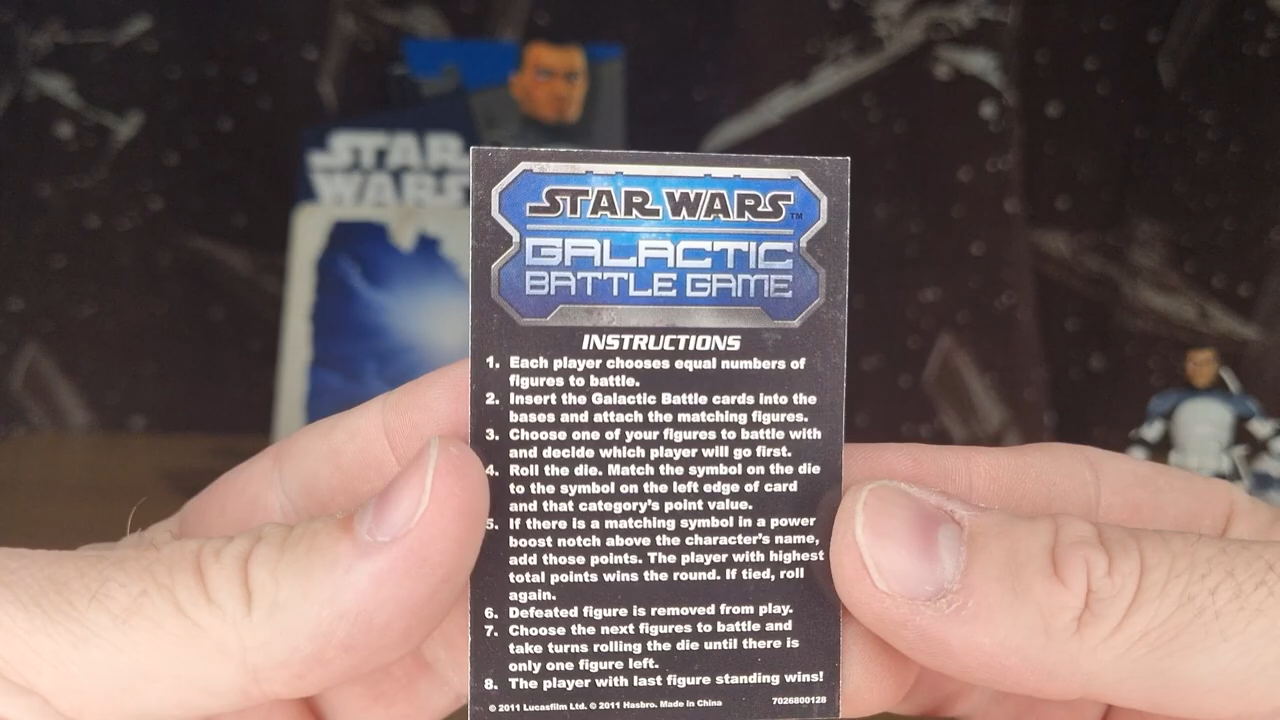 STAR
WARS
STAR WARS™
GALACTIC
BATTLE GAME
INSTRUCTIONS
1. Each player chooses equal numbers of
figures to battle.
2. Insert the Galactic Battle cards into the
bases and attach the matching figures.
3. Choose one of your figures to battle with
and decide which player will go first.
4. Roll the die. Match the symbol on the die
to the symbol on the left edge of card
and that category's point value.
5. If there is a matching symbol in a power
boost notch above the character's name,
add those points. The player with highest
total points wins the round. If tied, roll
again.
6. Defeated figure is removed from play.
7. Choose the next figures to battle and
take turns rolling the die until there is
only one figure left.
8. The player with last figure standing wins!
© 2011 Lucasfilm Ltd. © 2011 Hasbro. Made in China 7026800128